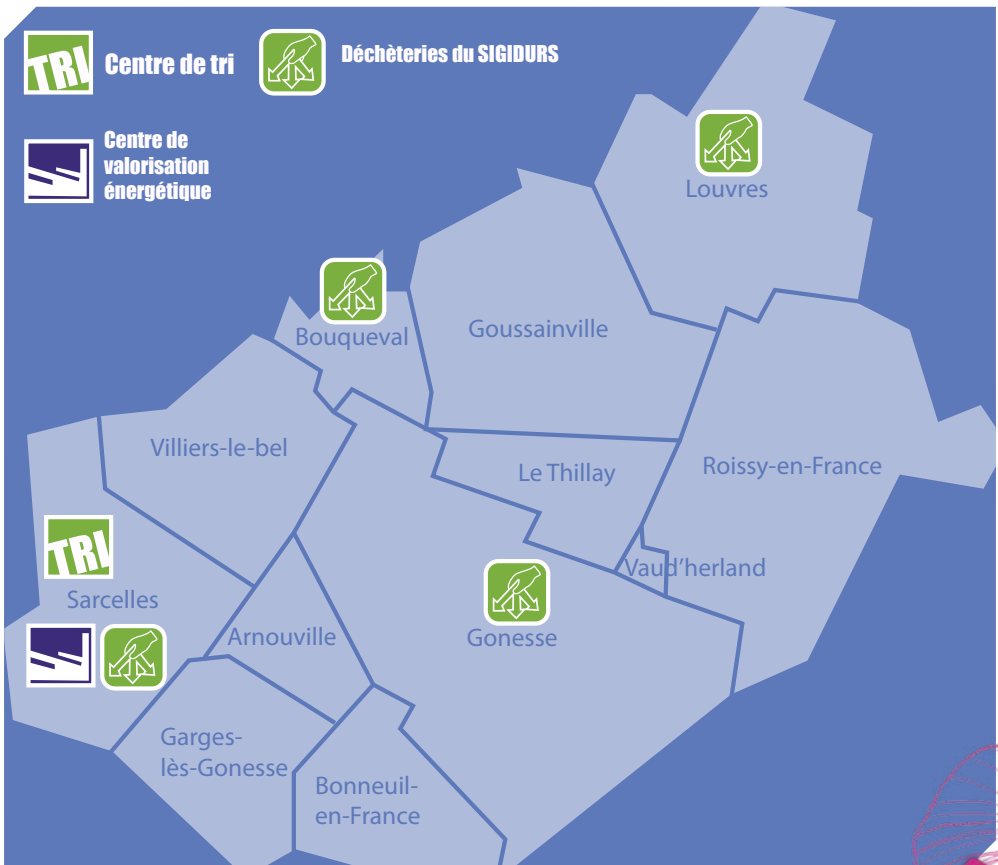 TRI
Centre de tri
Déchèteries du SIGIDURS
Centre de
valorisation
énergétique
Louvres
Bouqueval
Goussainville
Villiers-le-bel
Le Thillay
Roissy-en-France
TRI
Vaud'herland
Sarcelles
Arnouville
Gonesse
Garges-
lès-Gonesse
Bonneuil-
en-France